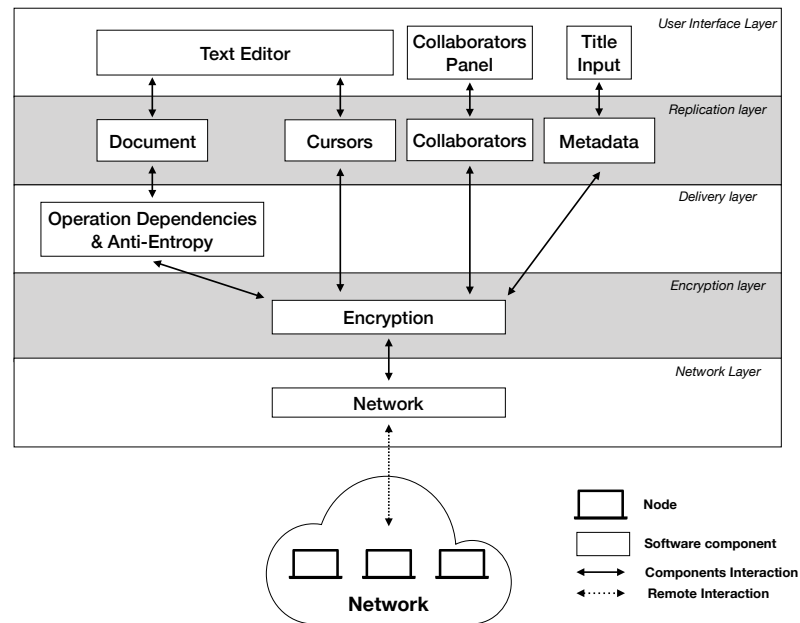 User Interface Layer
Text Editor
Collaborators
Panel
Title
Input
Replication layer
Document
Cursors
Collaborators
Metadata
Delivery layer
Operation Dependencies
& Anti-Entropy
Encryption layer
Encryption
Network Layer
Network
Node
Software component
Components Interaction
Remote Interaction
Network